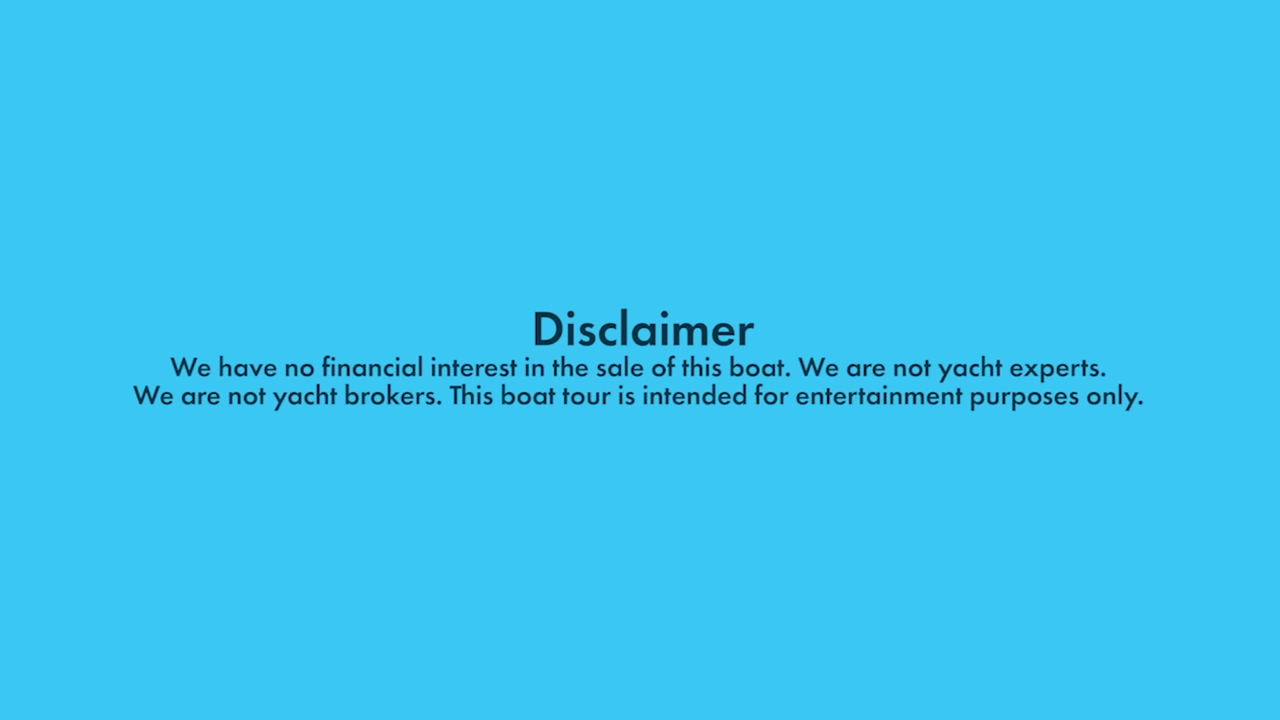 Disclaimer
We have no financial interest in the sale of this boat. We are not yacht experts.
We are not yacht brokers. This boat tour is intended for entertainment purposes only.